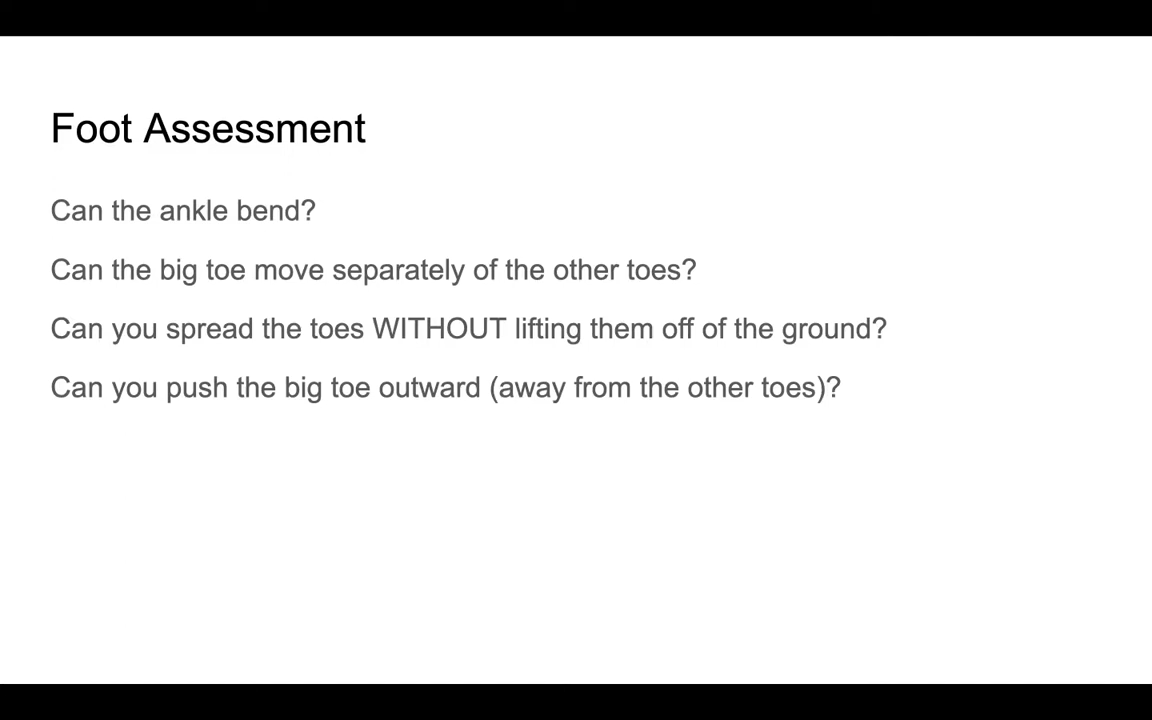 Foot Assessment
Can the ankle bend?
Can the big toe move separately of the other toes?
Can you spread the toes WITHOUT lifting them off of the ground?
Can you push the big toe outward (away from the other toes)?